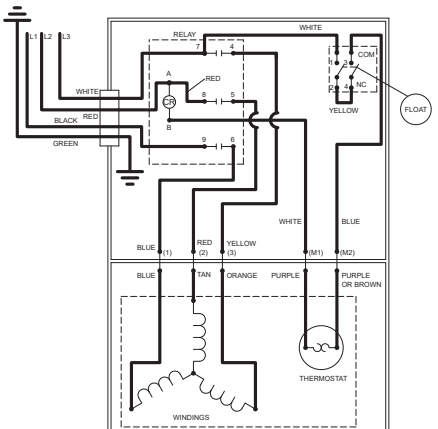 WHITE
L1 L2 L3
RELAY
7 4
COM
1 3
A
RED
2 4 NC
WHITE
CR
8 5
FLOAT
RED
YELLOW
BLACK
B
GREEN
9 6
WHITE
BLUE
BLUE (1)
RED (2)
YELLOW (3)
(M1)
(M2)
BLUE
TAN
ORANGE
PURPLE
PURPLE
OR BROWN
THERMOSTAT
WINDINGS